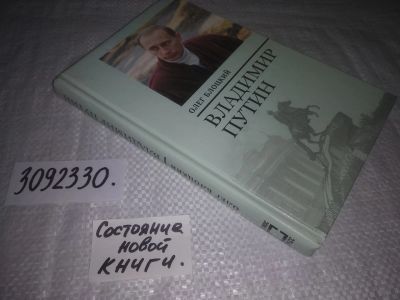 ОЛЕГ БЛОЦКИЙ
ВЛАДИМИР
ПУТИН
3092330.
Состояние
новой
книги.